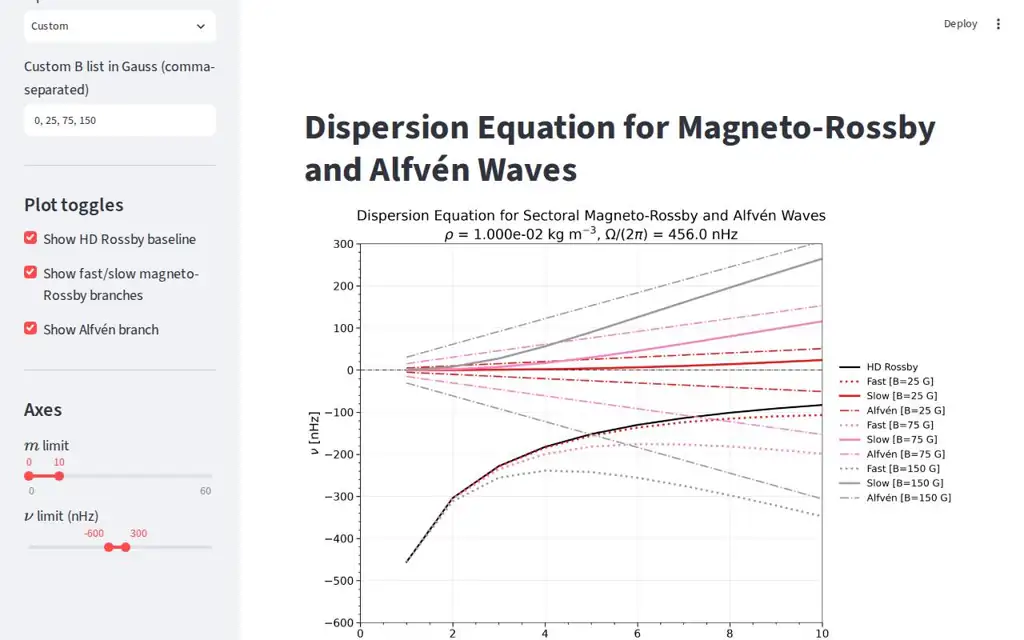 Custom
Custom B list in Gauss (comma-
separated)
0, 25, 75, 150
Plot toggles
Show HD Rossby baseline
Show fast/slow magneto-
Rossby branches
Show Alfvén branch
Axes
m limit
0 10
0 60
ν limit (nHz)
-600 300
Deploy
Dispersion Equation for Magneto-Rossby
and Alfvén Waves
Dispersion Equation for Sectoral Magneto-Rossby and Alfvén Waves
ρ = 1.000e-02 kg m⁻³, Ω/(2π) = 456.0 nHz
300
200
100
0
−100
−200
−300
−400
−500
−600
ν [nHz]
0 2 4 6 8 10
HD Rossby
Fast [B=25 G]
Slow [B=25 G]
Alfvén [B=25 G]
Fast [B=75 G]
Slow [B=75 G]
Alfvén [B=75 G]
Fast [B=150 G]
Slow [B=150 G]
Alfvén [B=150 G]